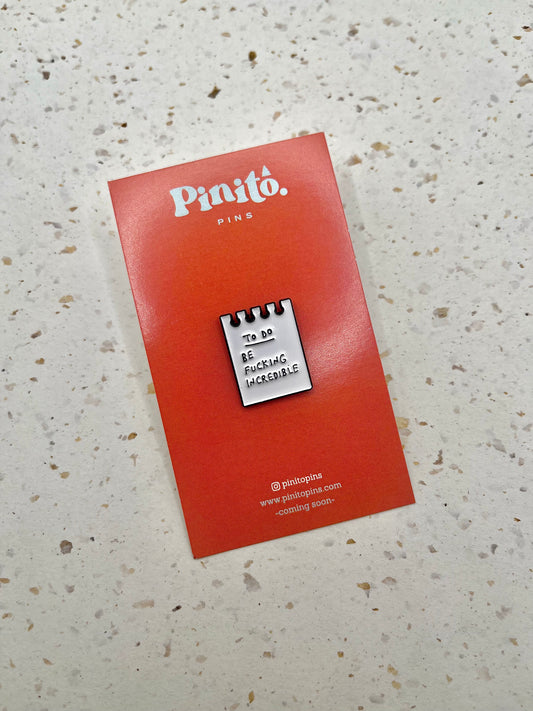 Pinito.
PINS
TO DO
BE
FUCKING
INCREDIBLE
pinitopins
www.pinitopins.com
-coming soon-